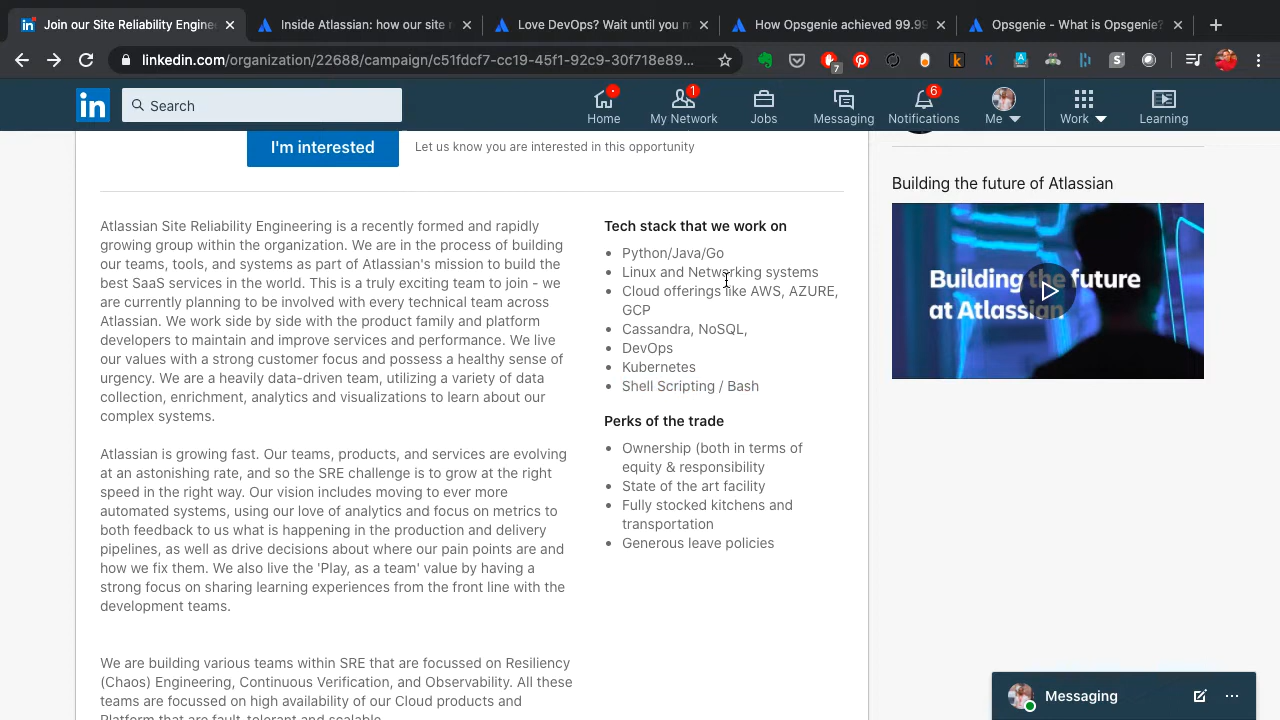 Join our Site Reliability Engine
Inside Atlassian: how our site r
Love DevOps? Wait until you m
How Opsgenie achieved 99.99
Opsgenie - What is Opsgenie?
linkedin.com/organization/22688/campaign/c51fdcf7-cc19-45f1-92c9-30f718e89...
7
in
Search
Home
1
My Network
Jobs
Messaging
6
Notifications
Me
Work
Learning
I'm interested
Let us know you are interested in this opportunity
Atlassian Site Reliability Engineering is a recently formed and rapidly
growing group within the organization. We are in the process of building
our teams, tools, and systems as part of Atlassian's mission to build the
best SaaS services in the world. This is a truly exciting team to join - we
are currently planning to be involved with every technical team across
Atlassian. We work side by side with the product family and platform
developers to maintain and improve services and performance. We live
our values with a strong customer focus and possess a healthy sense of
urgency. We are a heavily data-driven team, utilizing a variety of data
collection, enrichment, analytics and visualizations to learn about our
complex systems.
Atlassian is growing fast. Our teams, products, and services are evolving
at an astonishing rate, and so the SRE challenge is to grow at the right
speed in the right way. Our vision includes moving to ever more
automated systems, using our love of analytics and focus on metrics to
both feedback to us what is happening in the production and delivery
pipelines, as well as drive decisions about where our pain points are and
how we fix them. We also live the 'Play, as a team' value by having a
strong focus on sharing learning experiences from the front line with the
development teams.
We are building various teams within SRE that are focussed on Resiliency
(Chaos) Engineering, Continuous Verification, and Observability. All these
teams are focussed on high availability of our Cloud products and
Platform that are fault-tolerant and scalable.
Tech stack that we work on
• Python/Java/Go
• Linux and Networking systems
• Cloud offerings like AWS, AZURE,
GCP
• Cassandra, NoSQL,
• DevOps
• Kubernetes
• Shell Scripting / Bash
Perks of the trade
• Ownership (both in terms of
equity & responsibility
• State of the art facility
• Fully stocked kitchens and
transportation
• Generous leave policies
Building the future of Atlassian
Building the future
at Atlassian
Messaging